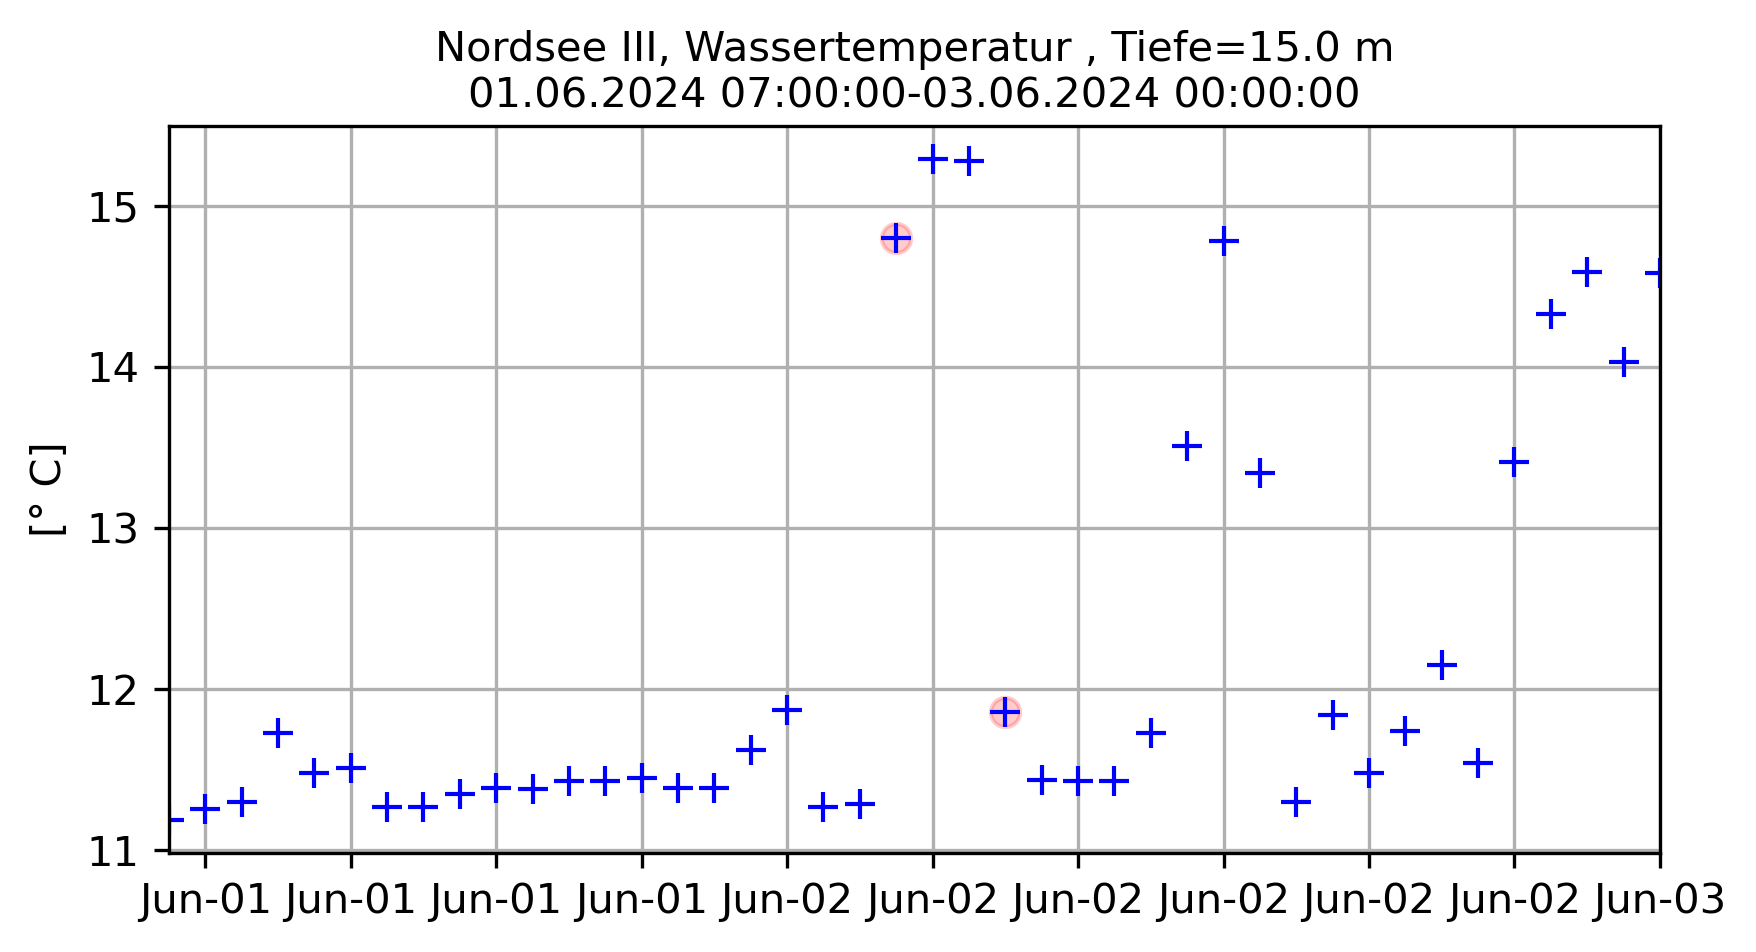 Nordsee III, Wassertemperatur , Tiefe=15.0 m
01.06.2024 07:00:00-03.06.2024 00:00:00
15
14
13
12
11
[° C]
Jun-01 Jun-01 Jun-01 Jun-01 Jun-02 Jun-02 Jun-02 Jun-02 Jun-02 Jun-02 Jun-03